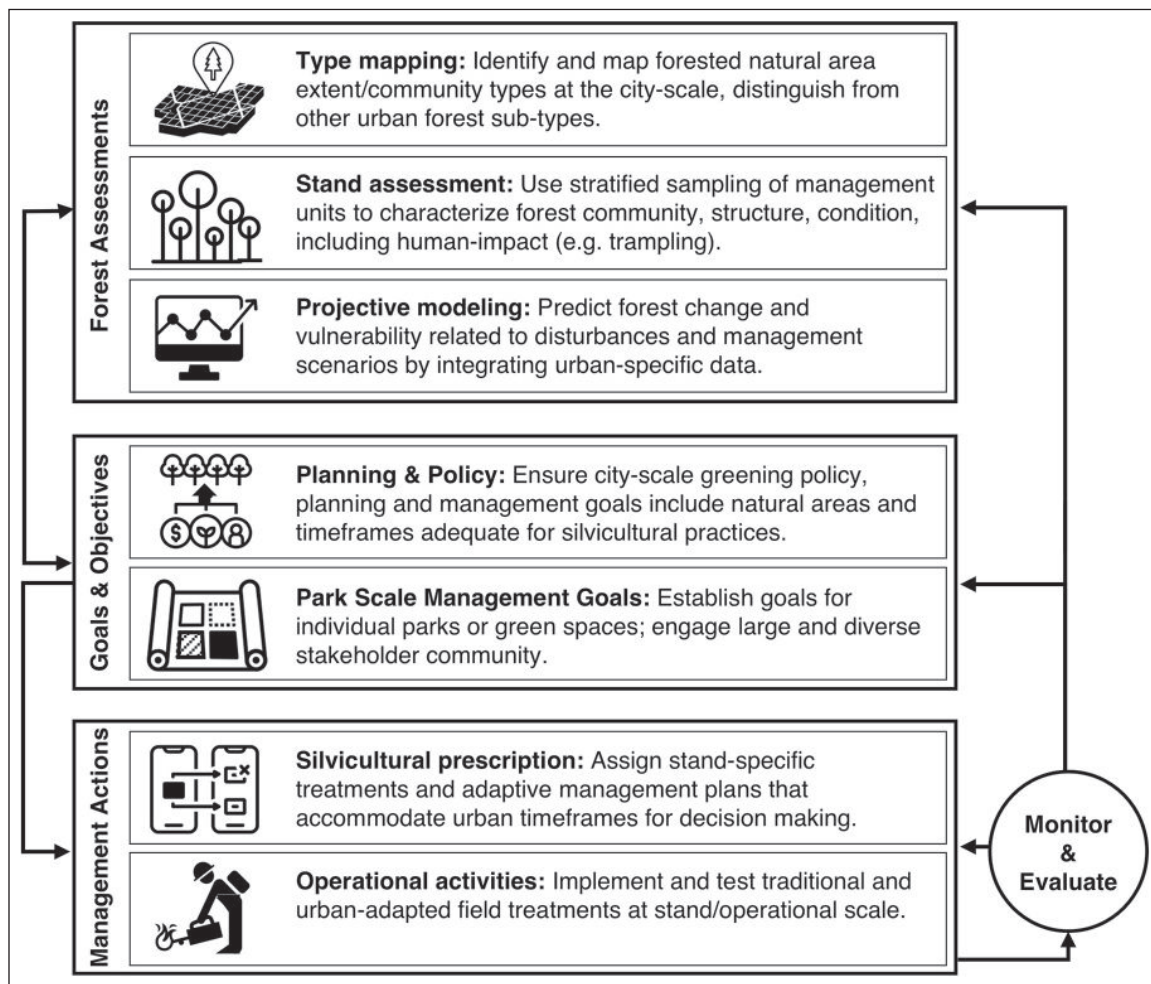 Forest Assessments
Type mapping: Identify and map forested natural area
extent/community types at the city-scale, distinguish from
other urban forest sub-types.
Stand assessment: Use stratified sampling of management
units to characterize forest community, structure, condition,
including human-impact (e.g. trampling).
Projective modeling: Predict forest change and
vulnerability related to disturbances and management
scenarios by integrating urban-specific data.
Goals & Objectives
$
Planning & Policy: Ensure city-scale greening policy,
planning and management goals include natural areas and
timeframes adequate for silvicultural practices.
Park Scale Management Goals: Establish goals for
individual parks or green spaces; engage large and diverse
stakeholder community.
Management Actions
Silvicultural prescription: Assign stand-specific
treatments and adaptive management plans that
accommodate urban timeframes for decision making.
Operational activities: Implement and test traditional and
urban-adapted field treatments at stand/operational scale.
Monitor
&
Evaluate